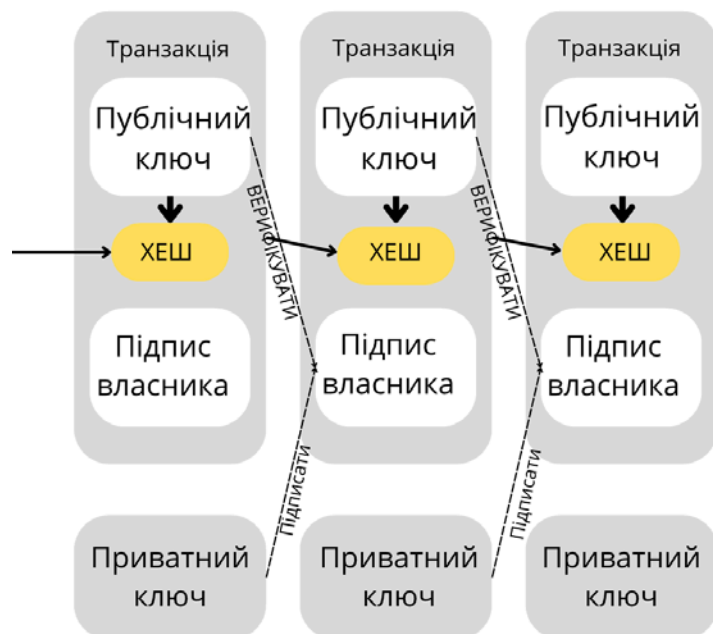 Транзакція
Публічний
ключ
ХЕШ
Підпис
власника
Приватний
ключ
ВЕРИФІКУВАТИ
Підписати
Транзакція
Публічний
ключ
ХЕШ
Підпис
власника
Приватний
ключ
ВЕРИФІКУВАТИ
Підписати
Транзакція
Публічний
ключ
ХЕШ
Підпис
власника
Приватний
ключ